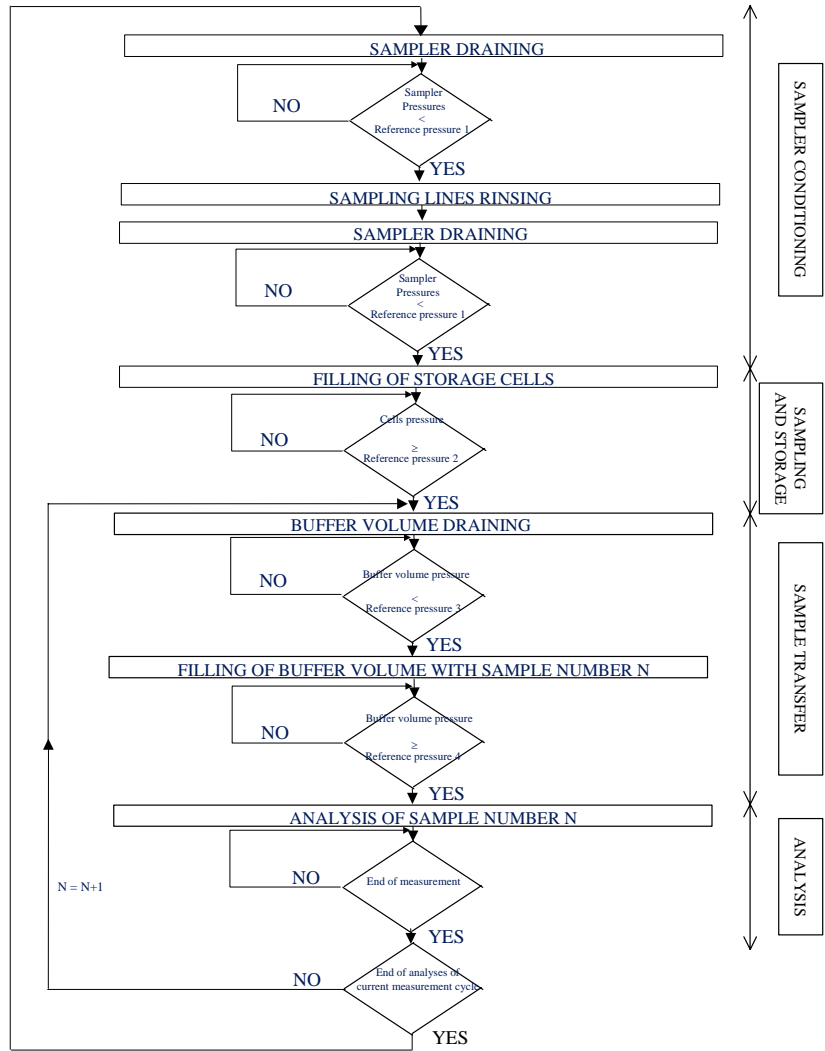 SAMPLER DRAINING
Sampler
Pressures
<
Reference pressure 1
NO
YES
SAMPLING LINES RINSING
SAMPLER DRAINING
Sampler
Pressures
<
Reference pressure 1
NO
YES
SAMPLER CONDITIONING
FILLING OF STORAGE CELLS
Cells pressure
≥
Reference pressure 2
NO
YES
SAMPLING
AND STORAGE
BUFFER VOLUME DRAINING
Buffer volume pressure
<
Reference pressure 3
NO
YES
FILLING OF BUFFER VOLUME WITH SAMPLE NUMBER N
Buffer volume pressure
≥
Reference pressure 4
NO
YES
SAMPLE TRANSFER
ANALYSIS OF SAMPLE NUMBER N
End of measurement
NO
YES
ANALYSIS
N = N+1
End of analyses of
current measurement cycle
NO
YES